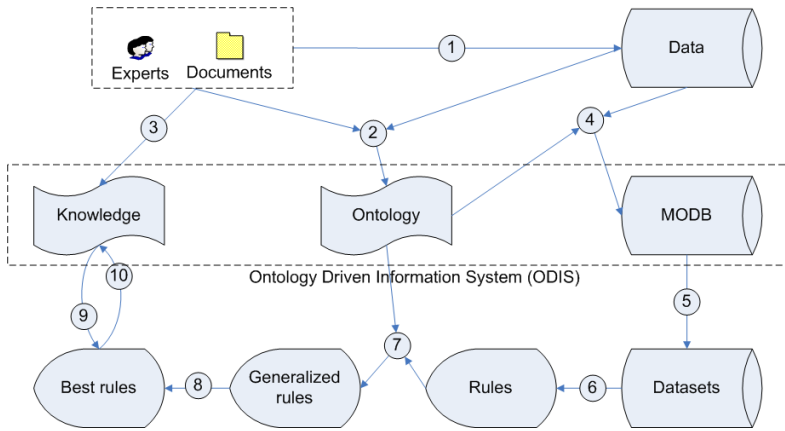 1
Data
Experts
Documents
3
2
4
Knowledge
Ontology
MODB
10
Ontology Driven Information System (ODIS)
9
5
7
Best rules
8
Generalized
rules
Rules
6
Datasets